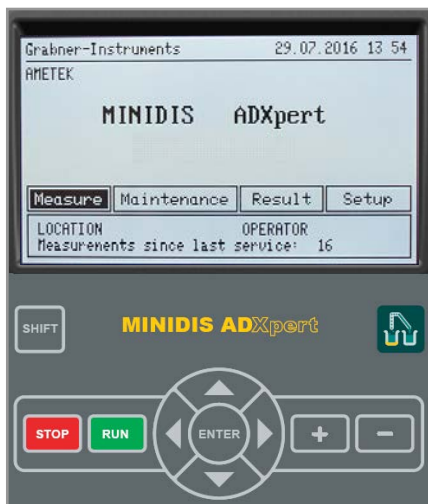 Grabner-Instruments 29.07.2016 13 54
AMETEK
MINIDIS ADXpert
Measure Maintenance Result Setup
LOCATION OPERATOR
Measurements since last service: 16
SHIFT MINIDIS ADXpert
STOP RUN ENTER + -